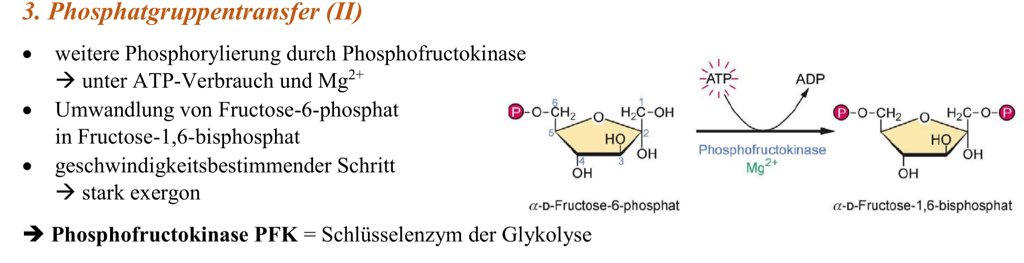 3. Phosphatgruppentransfer (II)
• weitere Phosphorylierung durch Phosphofructokinase
→ unter ATP-Verbrauch und Mg²⁺
• Umwandlung von Fructose-6-phosphat
in Fructose-1,6-bisphosphat
• geschwindigkeitsbestimmender Schritt
→ stark exergon
➔ Phosphofructokinase PFK = Schlüsselenzym der Glykolyse
P-O-CH₂ O H₂C-OH
6 1
5 HO 2
OH
4 3
OH
α-D-Fructose-6-phosphat
ATP ADP
Phosphofructokinase
Mg²⁺
P-O-CH₂ O H₂C-O-P
HO
OH
OH
α-D-Fructose-1,6-bisphosphat